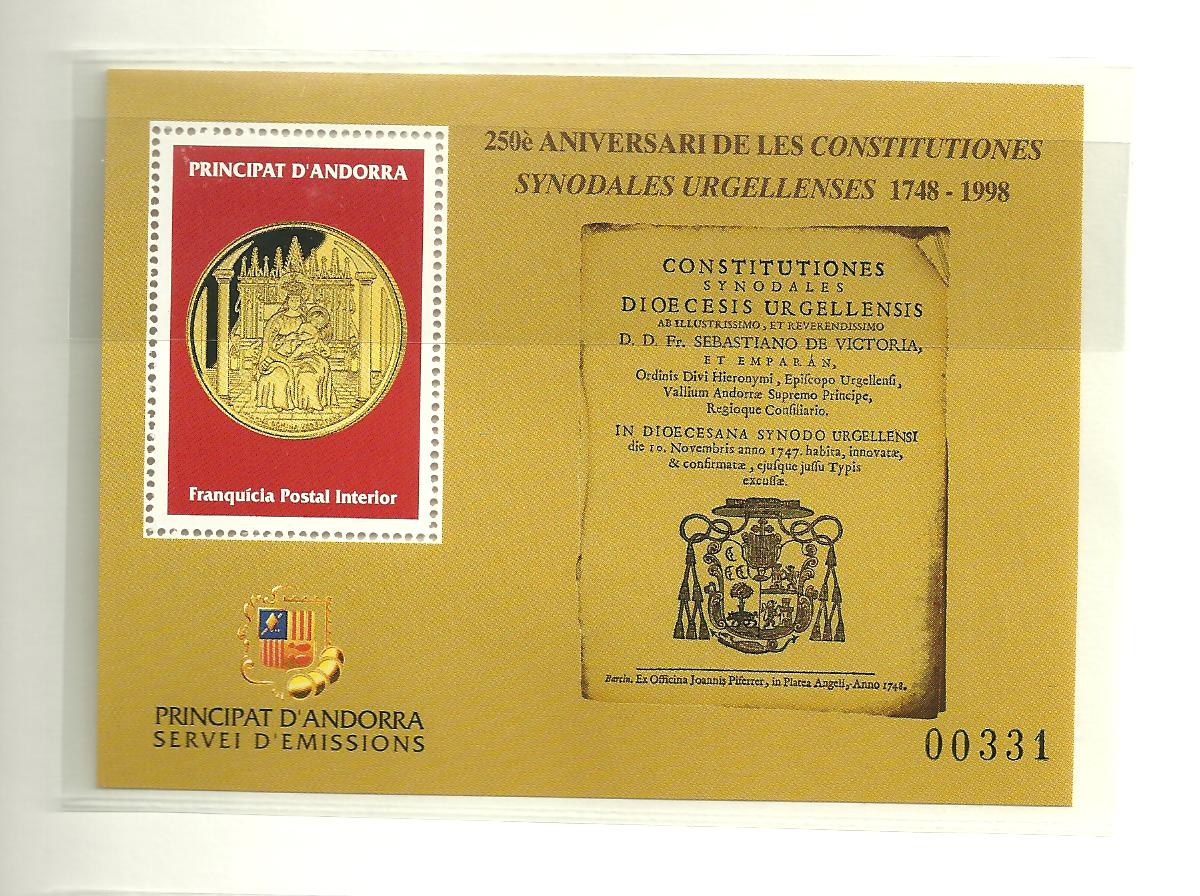 250è ANIVERSARI DE LES CONSTITUTIONES
SYNODALES URGELLENSES 1748 - 1998
PRINCIPAT D'ANDORRA
Franquícia Postal Interior
CONSTITUTIONES
SYNODALES
DIOECESIS URGELLENSIS
AB ILLUSTRISSIMO, ET REVERENDISSIMO
D. D. Fr. SEBASTIANO DE VICTORIA,
ET EMPARÁN,
Ordinis Divi Hieronymi, Epiſcopo Urgellenſi,
Vallium Andorræ Supremo Principe,
Regioque Conſiliario.
IN DIOECESANA SYNODO URGELLENSI
die 10. Novembris anno 1747. habita, innovatæ,
& confirmatæ, ejuſque juſſu Typis
excuſſæ.
Barcin. Ex Officina Joannis Piferrer, in Platea Angeli, Anno 1748.
PRINCIPAT D'ANDORRA
SERVEI D'EMISSIONS
00331